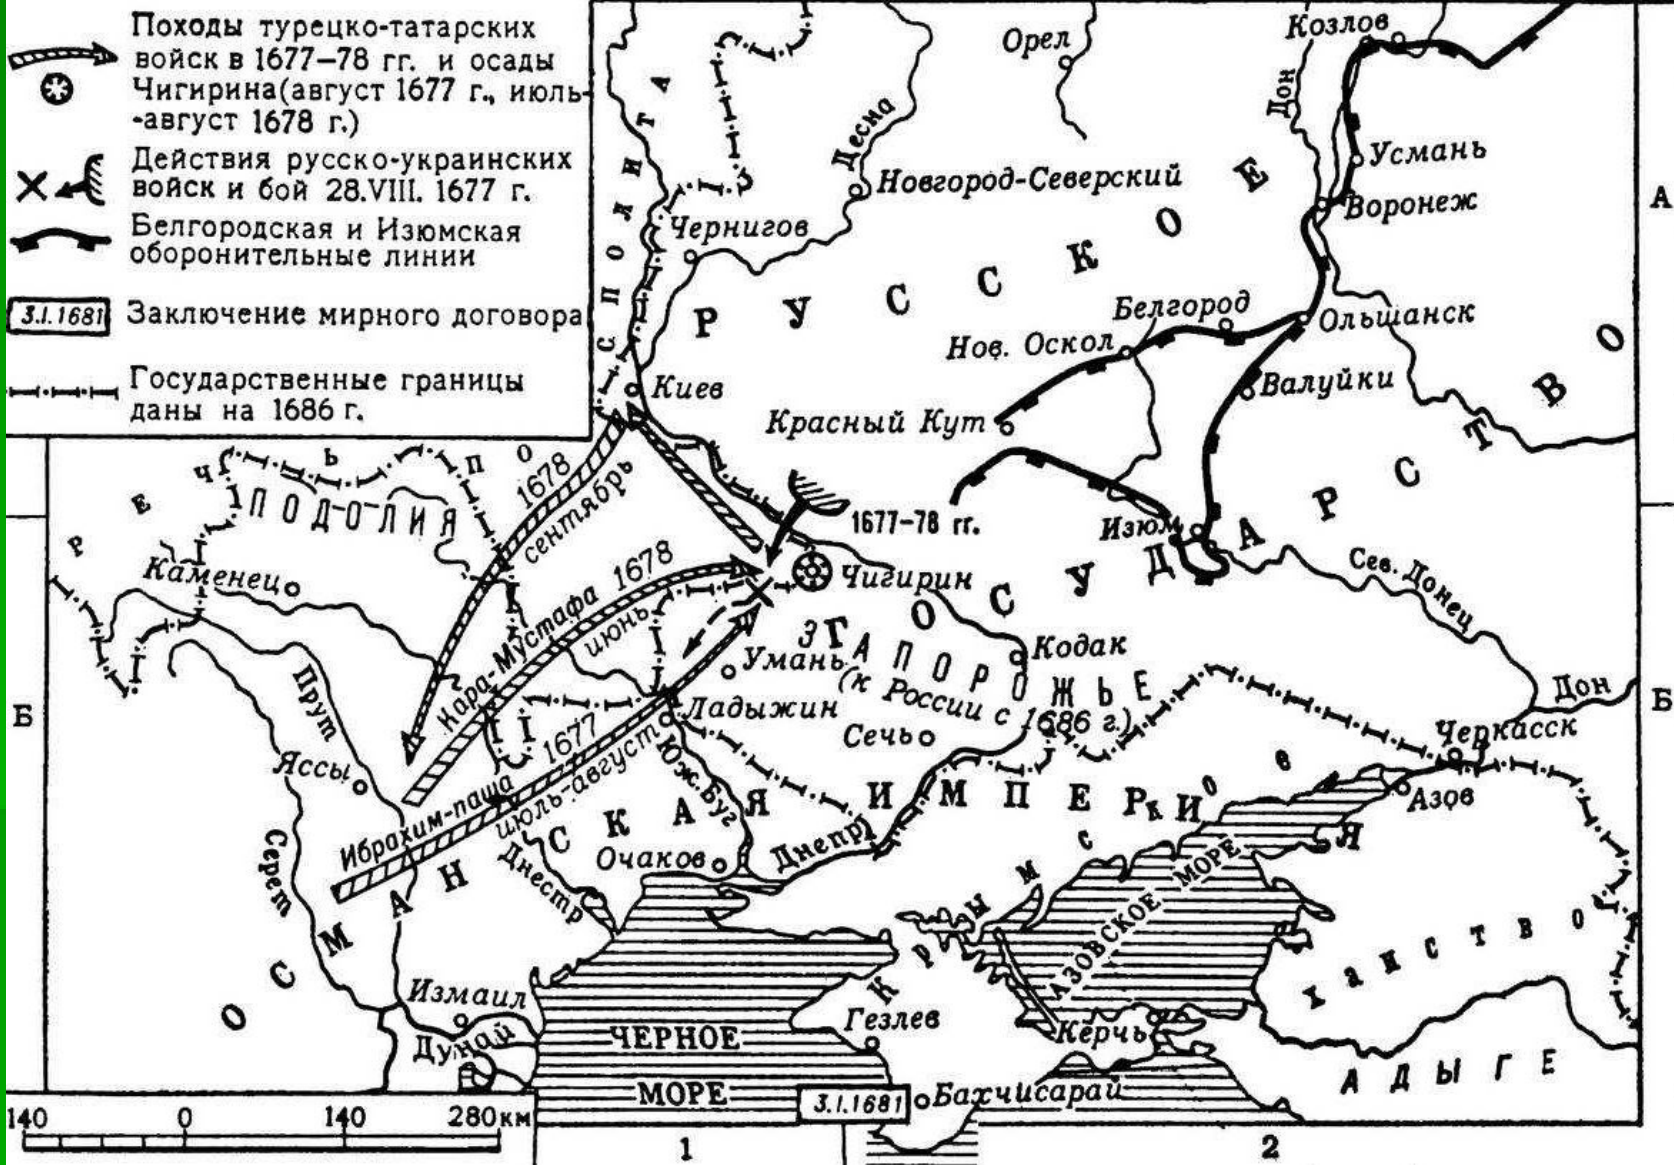 Походы турецко-татарских
войск в 1677–78 гг. и осады
Чигирина(август 1677 г., июль-
-август 1678 г.)
Действия русско-украинских
войск и бой 28.VIII. 1677 г.
Белгородская и Изюмская
оборонительные линии
3.I.1681 Заключение мирного договора
Государственные границы
даны на 1686 г.
Козлов
Орел
Дон
Десна
Усмань
Новгород-Северский
Воронеж
А
Чернигов
РЕЧЬ ПОСПОЛИТА
РУССКОЕ
ГОСУДАРСТВО
Белгород
Ольшанск
Нов. Оскол
Киев
Валуйки
Красный Кут
ПОДОЛИЯ
1678
сентябрь
1677–78 гг.
Изюм
Сев. Донец
Каменец
Кара-Мустафа 1678
июнь
Чигирин
ЗАПОРОЖЬЕ
(к России с 1686 г.)
Кодак
Умань
Прут
Ладыжин
Сечь
Дон
Б
Б
Черкасск
Яссы
Ибрахим-паша 1677
июль-август
Юж.Буг
ОСМАНСКАЯ ИМПЕРИЯ
Азов
Серет
Днестр
Очаков
Днепр
Крымское
ханство
АЗОВСКОЕ МОРЕ
Измаил
Дунай
Гезлев
Керчь
ЧЕРНОЕ
МОРЕ
АДЫГЕ
3.I.1681
Бахчисарай
140 0 140 280км
1
2